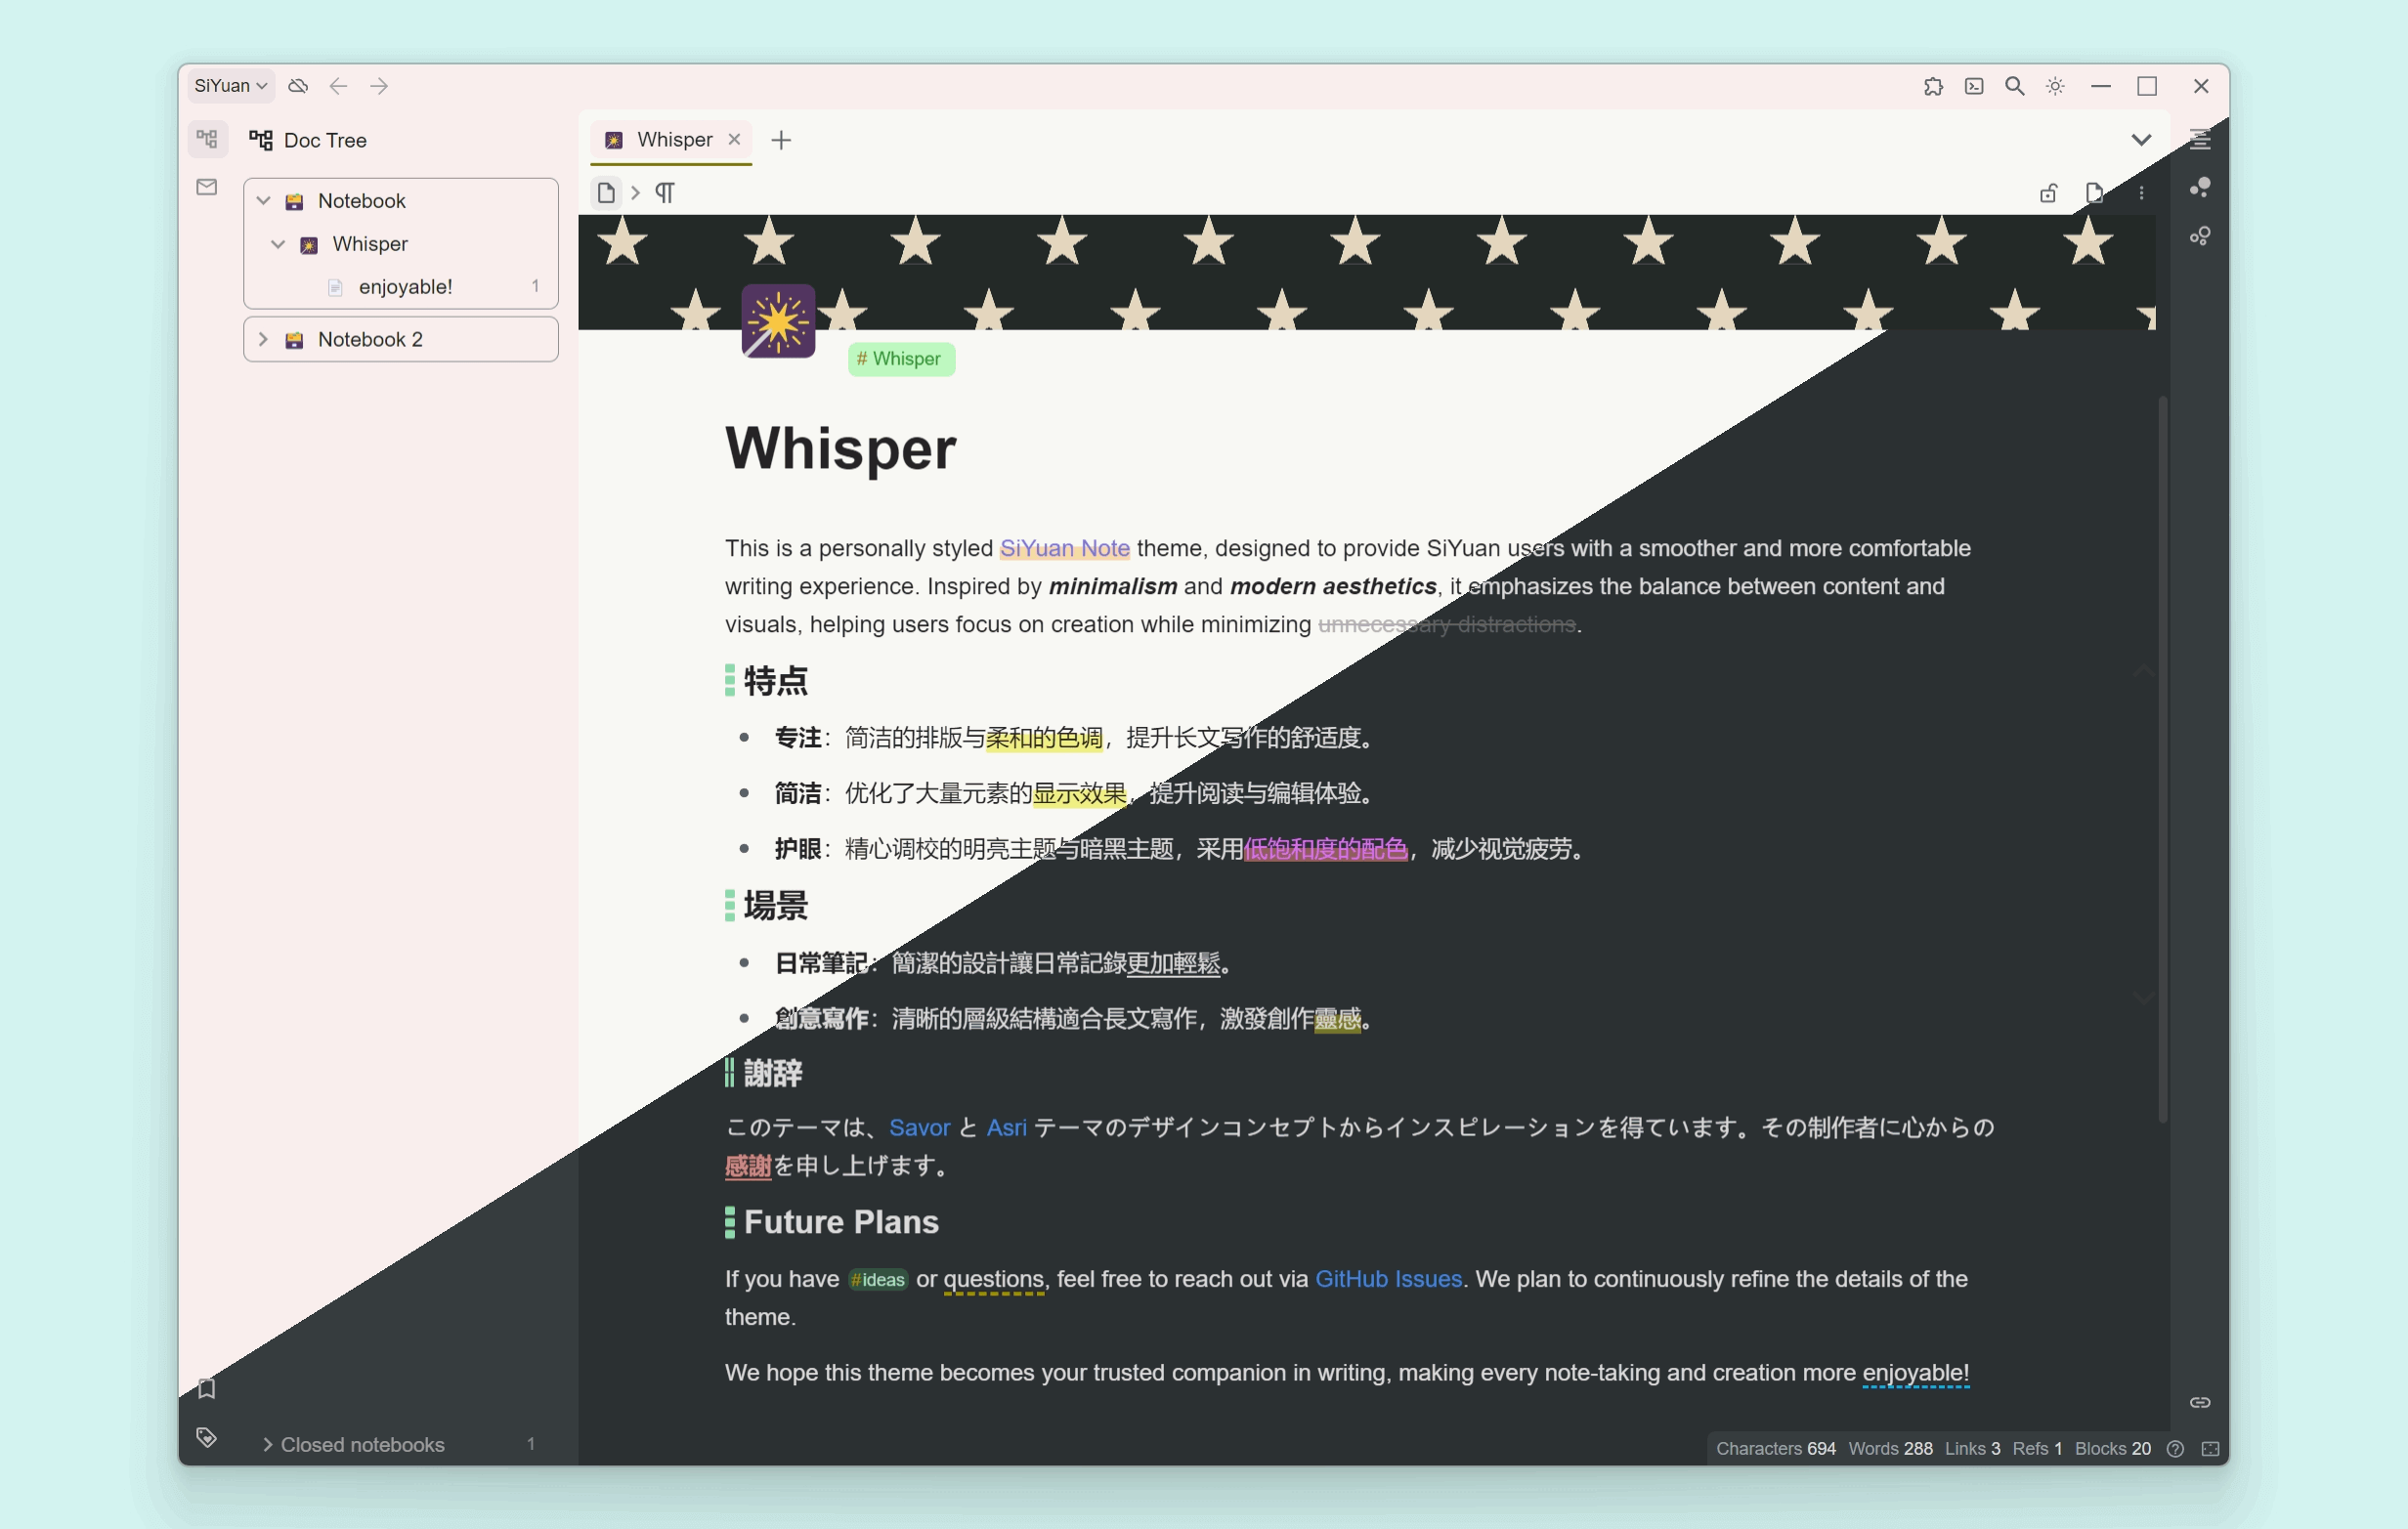 SiYuan
Doc Tree
Notebook
Whisper
enjoyable! 1
Notebook 2
Closed notebooks 1
Whisper
# Whisper
Whisper
This is a personally styled SiYuan Note theme, designed to provide SiYuan users with a smoother and more comfortable
writing experience. Inspired by minimalism and modern aesthetics, it emphasizes the balance between content and
visuals, helping users focus on creation while minimizing unnecessary distractions.
特点
专注：简洁的排版与柔和的色调，提升长文写作的舒适度。
简洁：优化了大量元素的显示效果，提升阅读与编辑体验。
护眼：精心调校的明亮主题与暗黑主题，采用低饱和度的配色，减少视觉疲劳。
場景
日常筆記：簡潔的設計讓日常記錄更加輕鬆。
創意寫作：清晰的層級結構適合長文寫作，激發創作靈感。
謝辞
このテーマは、Savor と Asri テーマのデザインコンセプトからインスピレーションを得ています。その制作者に心からの
感謝を申し上げます。
Future Plans
If you have #ideas or questions, feel free to reach out via GitHub Issues. We plan to continuously refine the details of the
theme.
We hope this theme becomes your trusted companion in writing, making every note-taking and creation more enjoyable!
Characters 694 Words 288 Links 3 Refs 1 Blocks 20